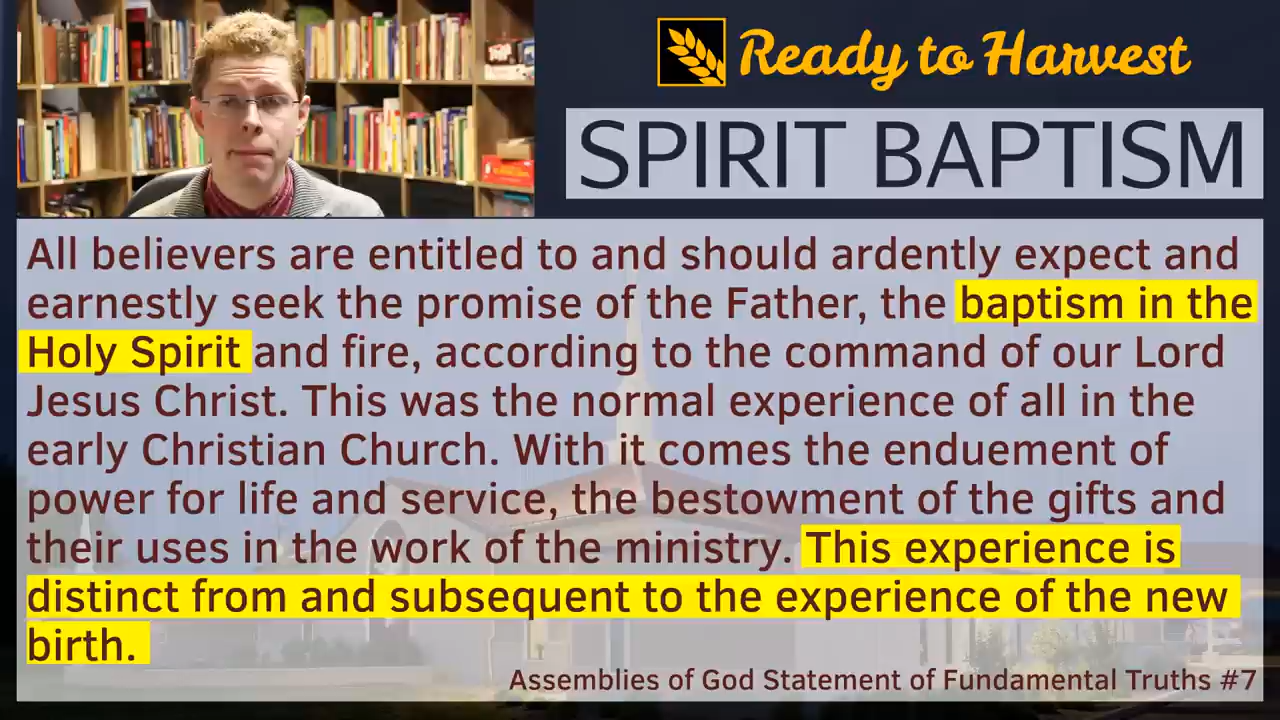 Ready to Harvest
SPIRIT BAPTISM
All believers are entitled to and should ardently expect and
earnestly seek the promise of the Father, the baptism in the
Holy Spirit and fire, according to the command of our Lord
Jesus Christ. This was the normal experience of all in the
early Christian Church. With it comes the enduement of
power for life and service, the bestowment of the gifts and
their uses in the work of the ministry. This experience is
distinct from and subsequent to the experience of the new
birth.
Assemblies of God Statement of Fundamental Truths #7